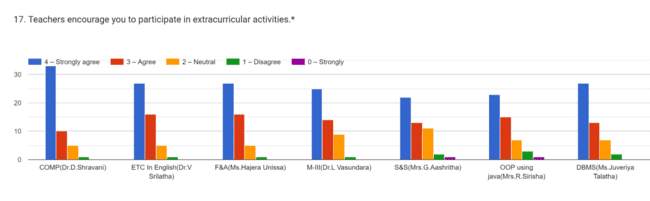 17. Teachers encourage you to participate in extracurricular activities.*
4 – Strongly agree 3 – Agree 2 – Neutral 1 – Disagree 0 – Strongly
30
20
10
0
COMP(Dr.D.Shravani) ETC In English(Dr.V Srilatha) F&A(Ms.Hajera Unissa) M-III(Dr.L Vasundara) S&S(Mrs.G.Aashritha) OOP using java(Mrs.R.Sirisha) DBMS(Ms.Juveriya Talatha)